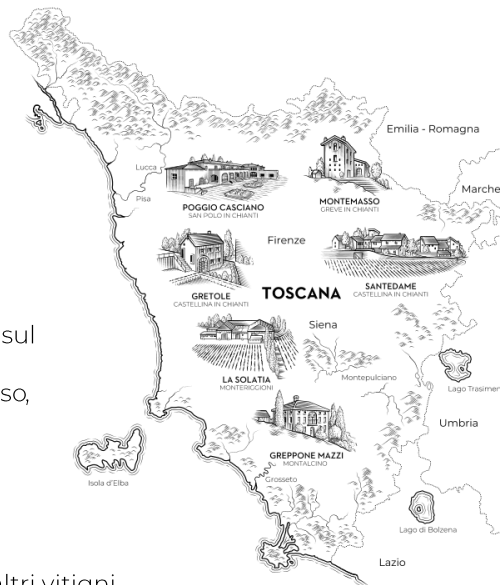 Emilia - Romagna
Lucca
Marche
Pisa
POGGIO CASCIANO
SAN POLO IN CHIANTI
MONTEMASSO
GREVE IN CHIANTI
Firenze
GRETOLE
CASTELLINA IN CHIANTI
TOSCANA
SANTEDAME
CASTELLINA IN CHIANTI
sul
Siena
LA SOLATIA
MONTERIGGIONI
Montepulciano
Lago Trasimen
so,
Umbria
GREPPONE MAZZI
MONTALCINO
Isola d'Elba
Grosseto
Lago di Bolzena
Lazio
altri vitigni